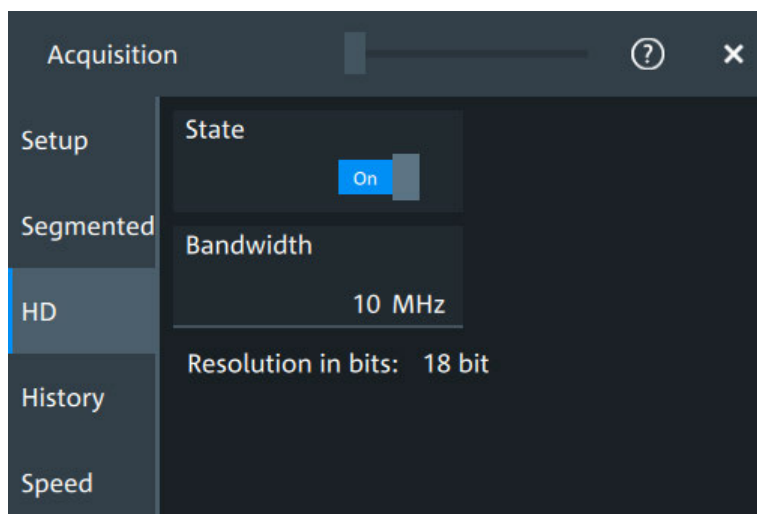 Acquisition
?
Setup
Segmented
HD
History
Speed
State
On
Bandwidth
10 MHz
Resolution in bits: 18 bit